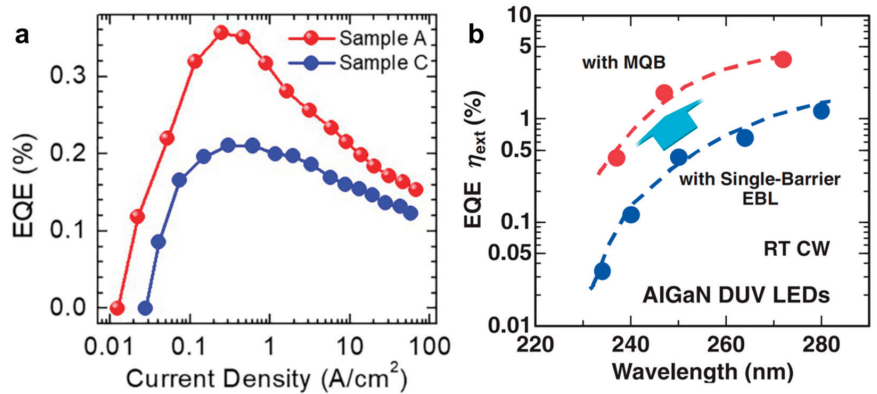 a
EQE (%)
0.3
0.2
0.1
0.0
Sample A
Sample C
0.01 0.1 1 10 100
Current Density (A/cm²)
b
EQE ηext (%)
10
5
1
0.5
0.1
0.05
0.01
with MQB
with Single-Barrier
EBL
RT CW
AlGaN DUV LEDs
220 240 260 280
Wavelength (nm)